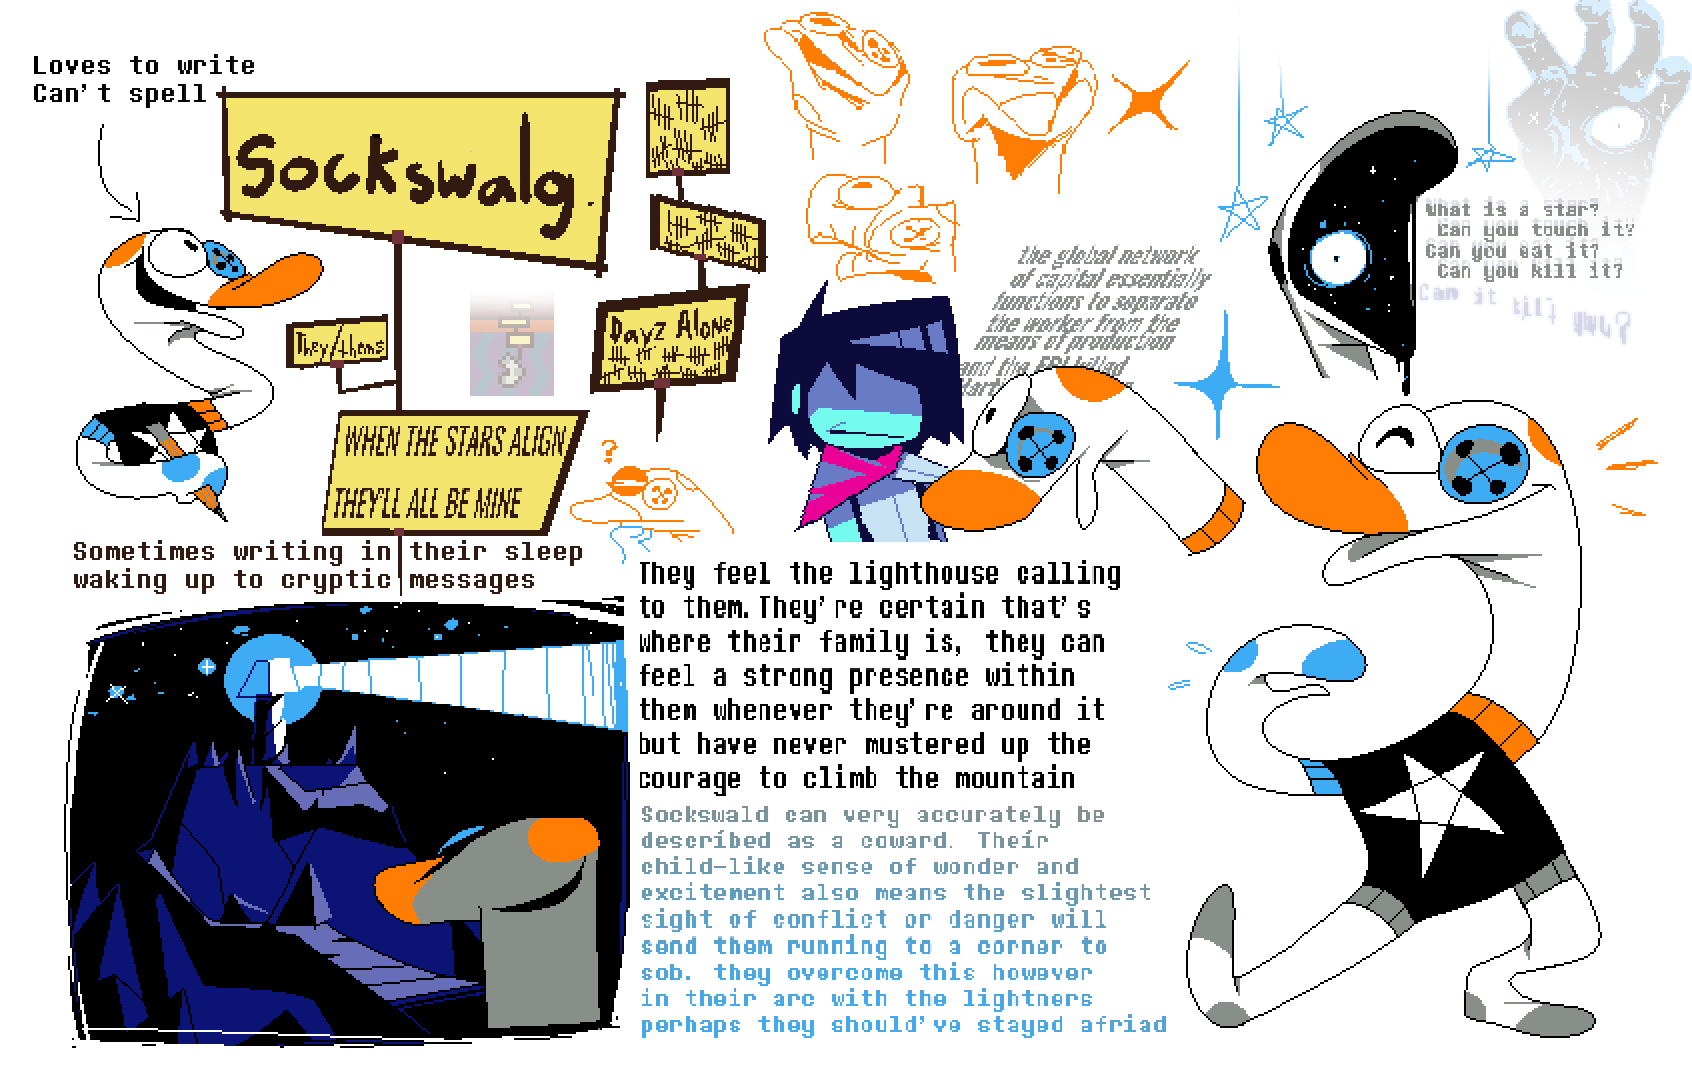 Loves to write
Can't spell
Sockswalg.
They/thems
Dayz Alone
WHEN THE STARS ALIGN
THEY'LL ALL BE MINE
?
Sometimes writing in their sleep
waking up to cryptic messages
the global network
of capital essentially
functions to separate
the worker from the
means of production
and the FBI killed
What is a star?
Can you touch it?
Can you eat it?
Can you kill it?
Can it kill you?
They feel the lighthouse calling
to them. They're certain that's
where their family is, they can
feel a strong presence within
them whenever they're around it
but have never mustered up the
courage to climb the mountain
Sockswald can very accurately be
described as a coward. Their
child-like sense of wonder and
excitement also means the slightest
sight of conflict or danger will
send them running to a corner to
sob. they overcome this however
in their arc with the lightners
perhaps they should've stayed afriad